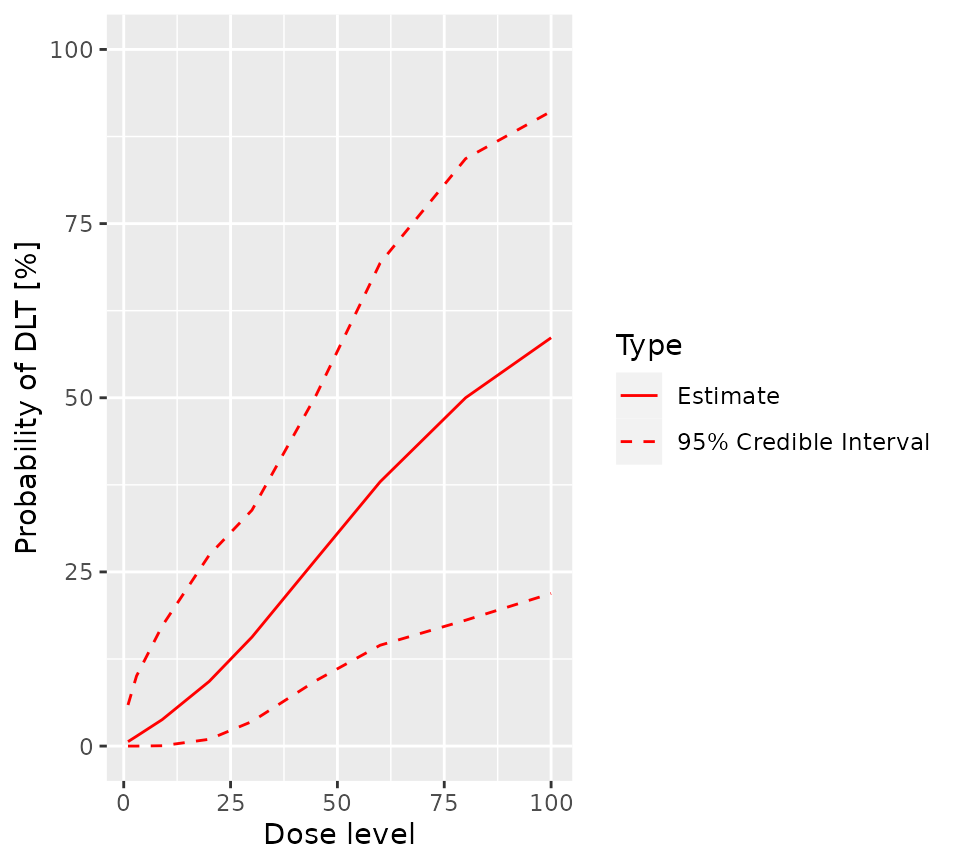 Probability of DLT [%]
100
75
50
25
0
0 25 50 75 100
Dose level
Type
Estimate
95% Credible Interval